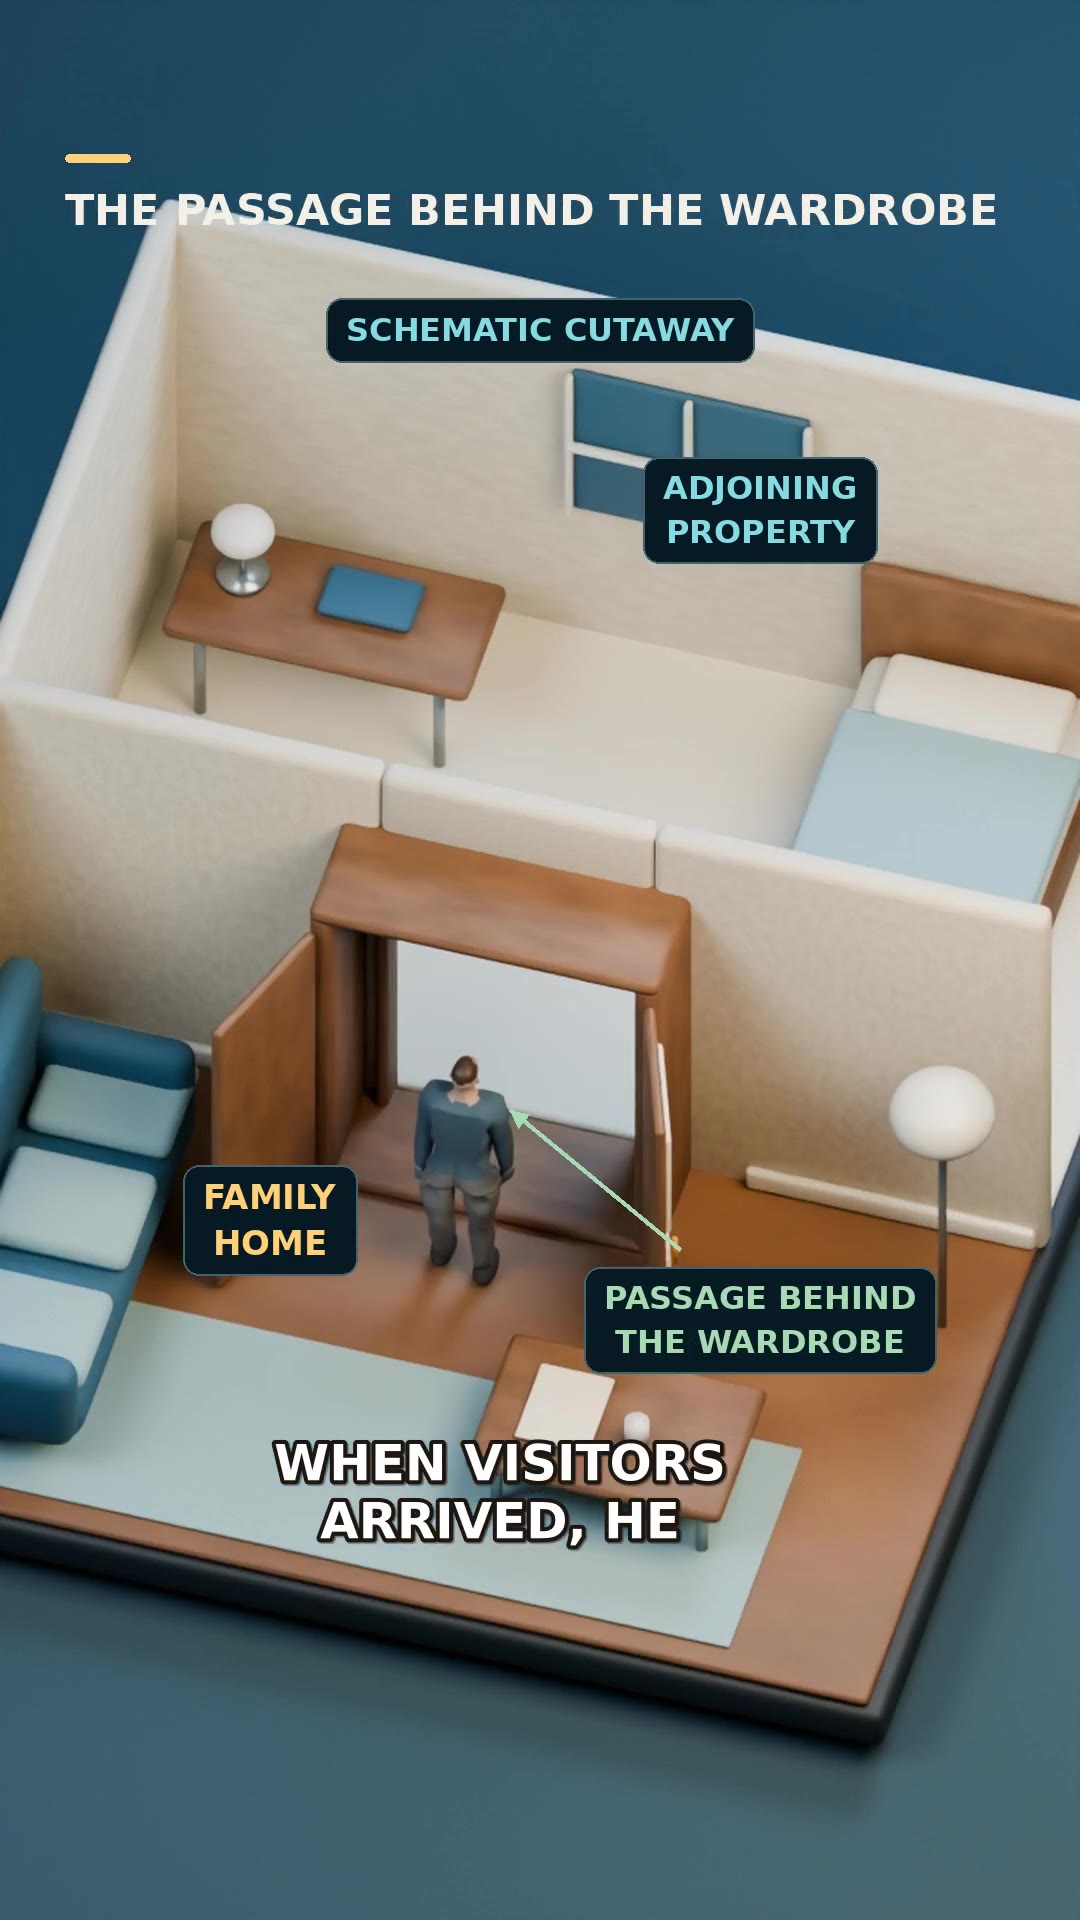 THE PASSAGE BEHIND THE WARDROBE
SCHEMATIC CUTAWAY
ADJOINING
PROPERTY
FAMILY
HOME
PASSAGE BEHIND
THE WARDROBE
WHEN VISITORS
ARRIVED, HE